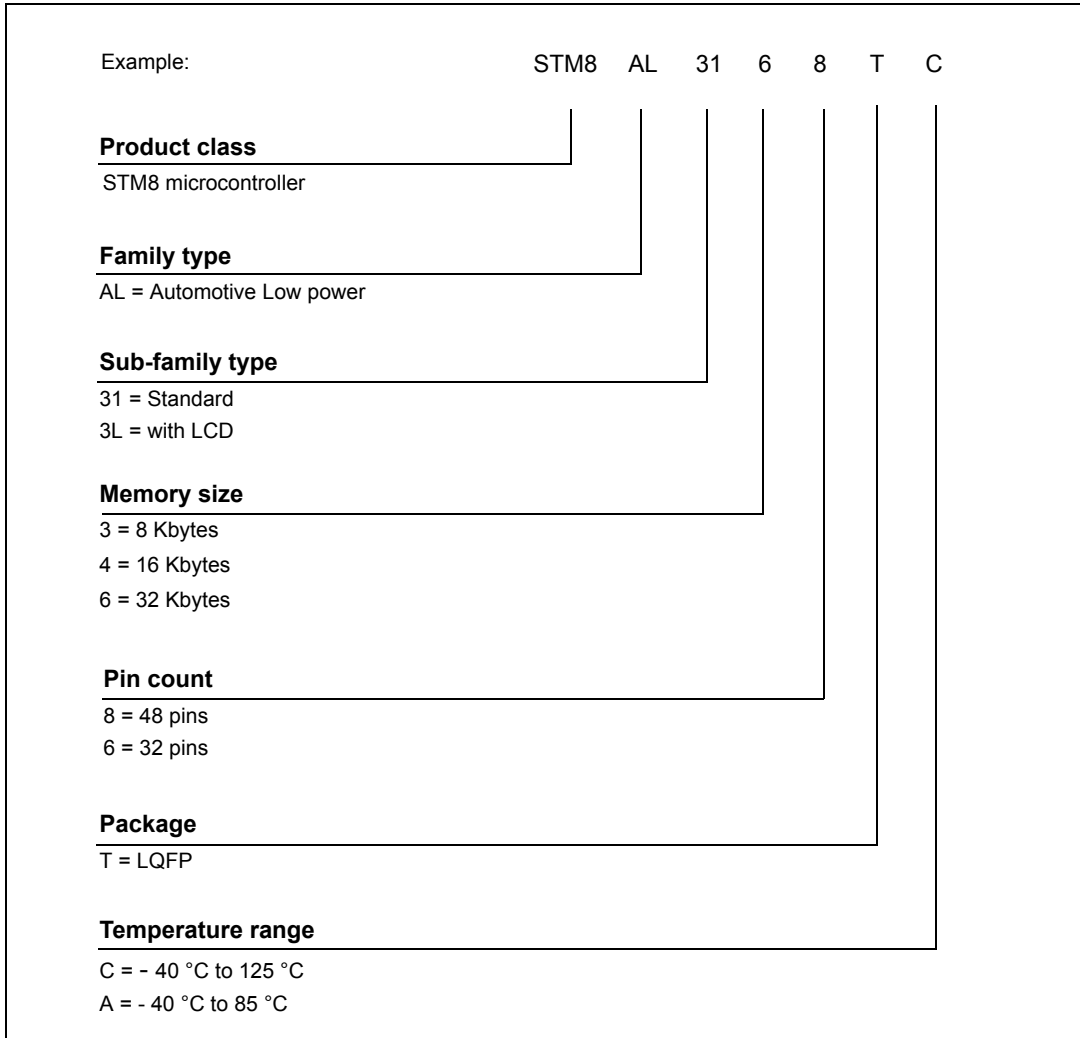 Example: STM8 AL 31 6 8 T C
Product class
STM8 microcontroller
Family type
AL = Automotive Low power
Sub-family type
31 = Standard
3L = with LCD
Memory size
3 = 8 Kbytes
4 = 16 Kbytes
6 = 32 Kbytes
Pin count
8 = 48 pins
6 = 32 pins
Package
T = LQFP
Temperature range
C = - 40 °C to 125 °C
A = - 40 °C to 85 °C